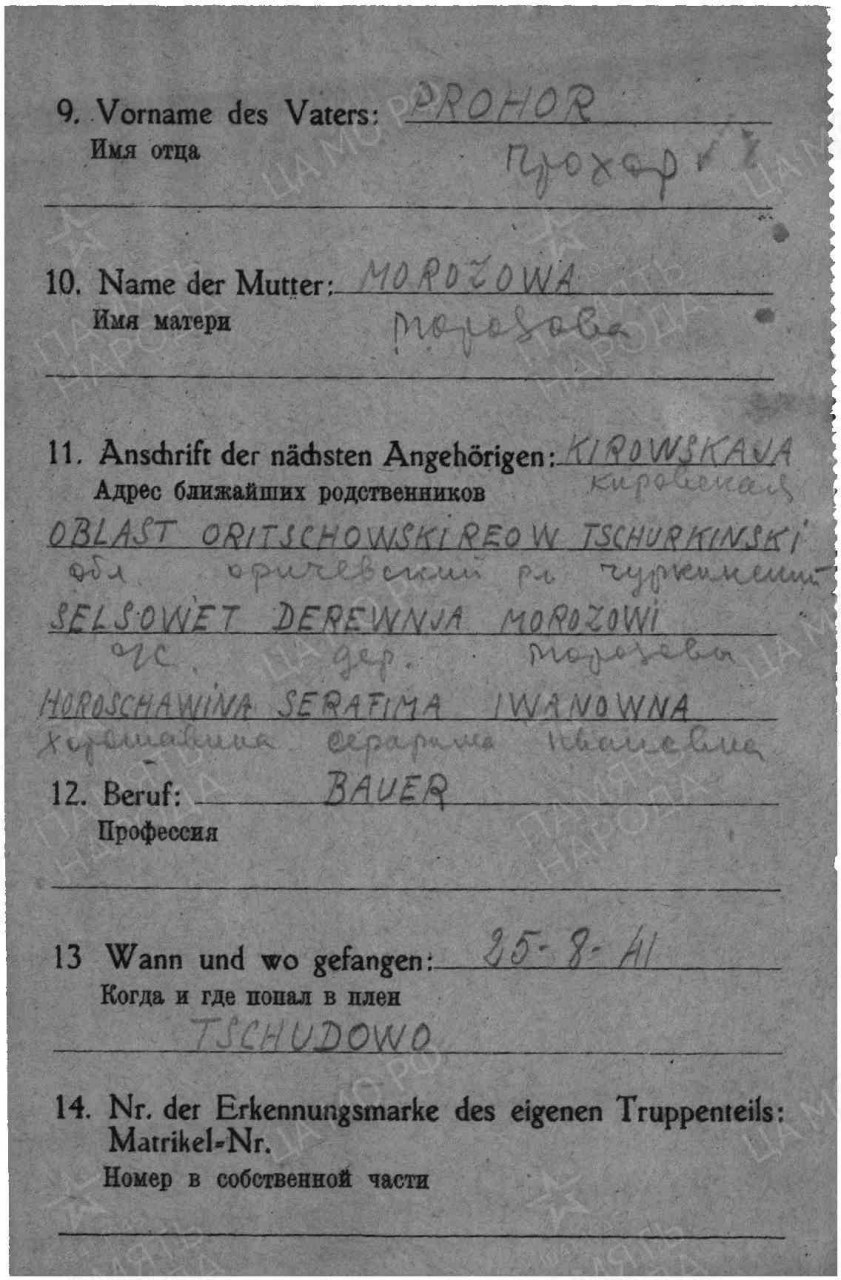 9. Vorname des Vaters: PROHOR
Имя отца Прохар
10. Name der Mutter: MOROZOWA
Имя матери Морозова
11. Anschrift der nächsten Angehörigen: KIROWSKAJA
Адрес ближайших родственников Кировская
OBLAST ORITSCHOWSKI REOW TSCHURKINSKI
обл. оричевский чуркинский
SELSOWET DEREWNJA MOROZOWI
с/с. дер. Морозовы
HOROSCHAWINA SERAFIMA IWANOWNA
Хорошавина Ивановна
12. Beruf: BAUER
Профессия
13 Wann und wo gefangen: 25-8-41
Когда и где попал в плен
TSCHUDOWO
14. Nr. der Erkennungsmarke des eigenen Truppenteils:
Matrikel-Nr.
Номер в собственной части